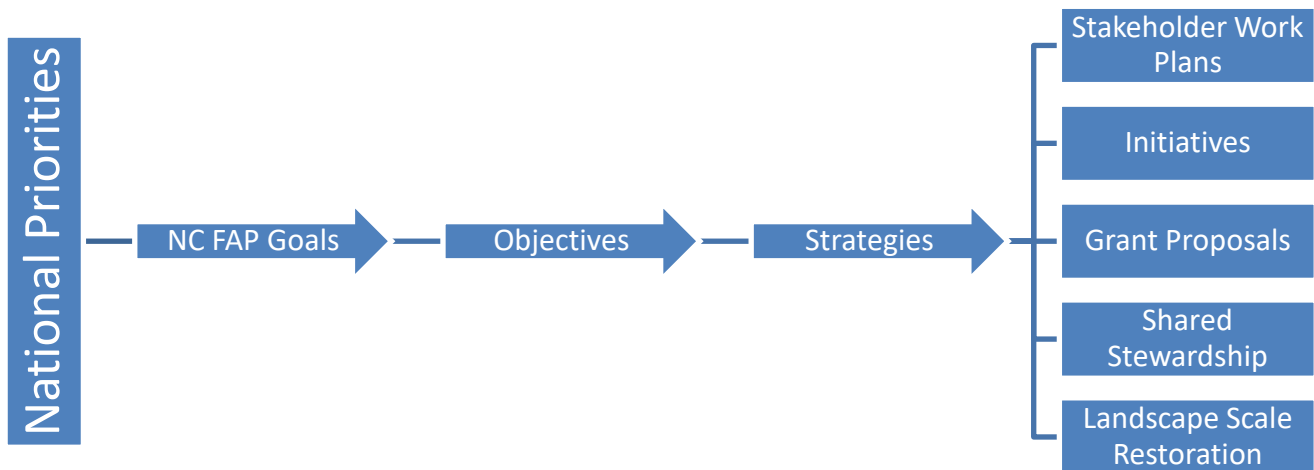 National Priorities
NC FAP Goals
Objectives
Strategies
Stakeholder Work
Plans
Initiatives
Grant Proposals
Shared
Stewardship
Landscape Scale
Restoration